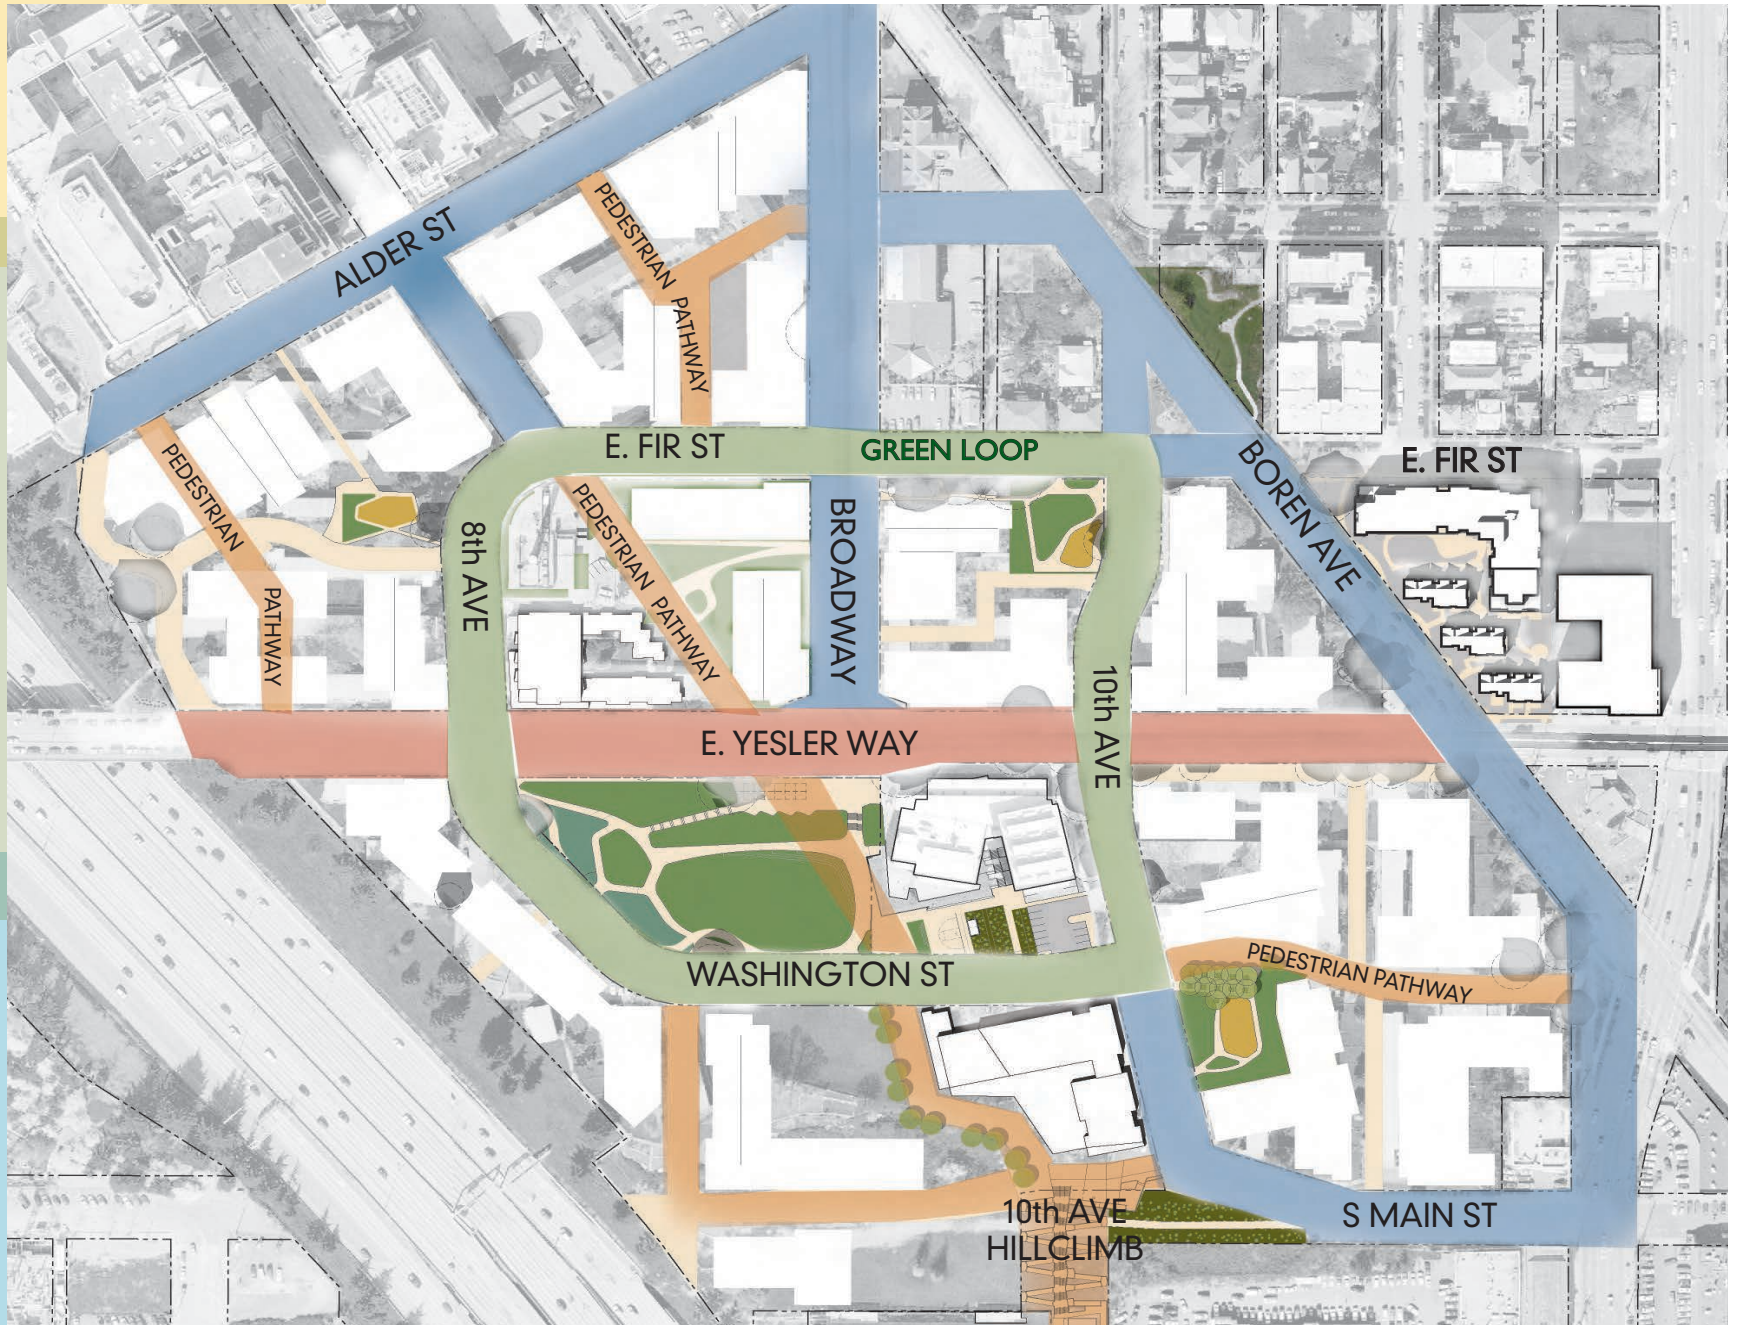 ALDER ST
PEDESTRIAN
PATHWAY
E. FIR ST
GREEN LOOP
E. FIR ST
BOREN AVE
PEDESTRIAN
PATHWAY
8th AVE
PEDESTRIAN
PATHWAY
BROADWAY
10th AVE
E. YESLER WAY
WASHINGTON ST
PEDESTRIAN PATHWAY
10th AVE
HILLCLIMB
S MAIN ST